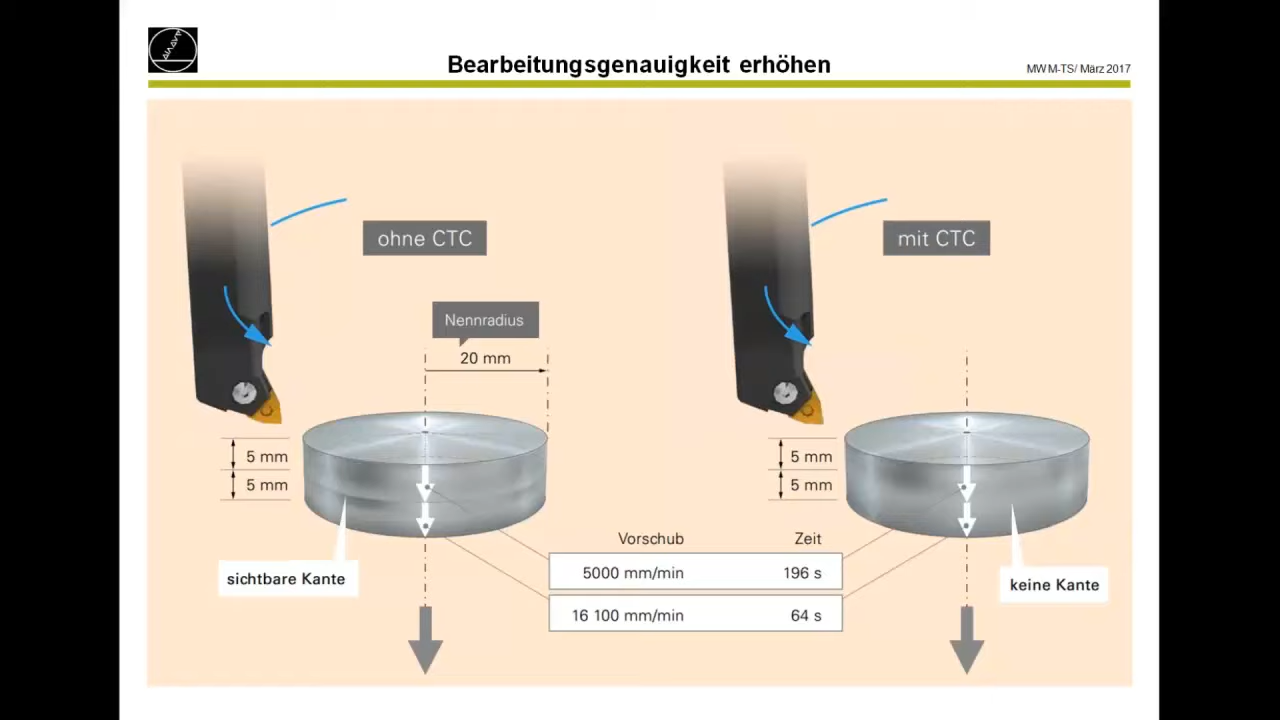 Bearbeitungsgenauigkeit erhöhen
MWM-TS/ März 2017
ohne CTC
mit CTC
Nennradius
20 mm
5 mm
5 mm
5 mm
5 mm
Vorschub Zeit
5000 mm/min 196 s
16 100 mm/min 64 s
sichtbare Kante
keine Kante